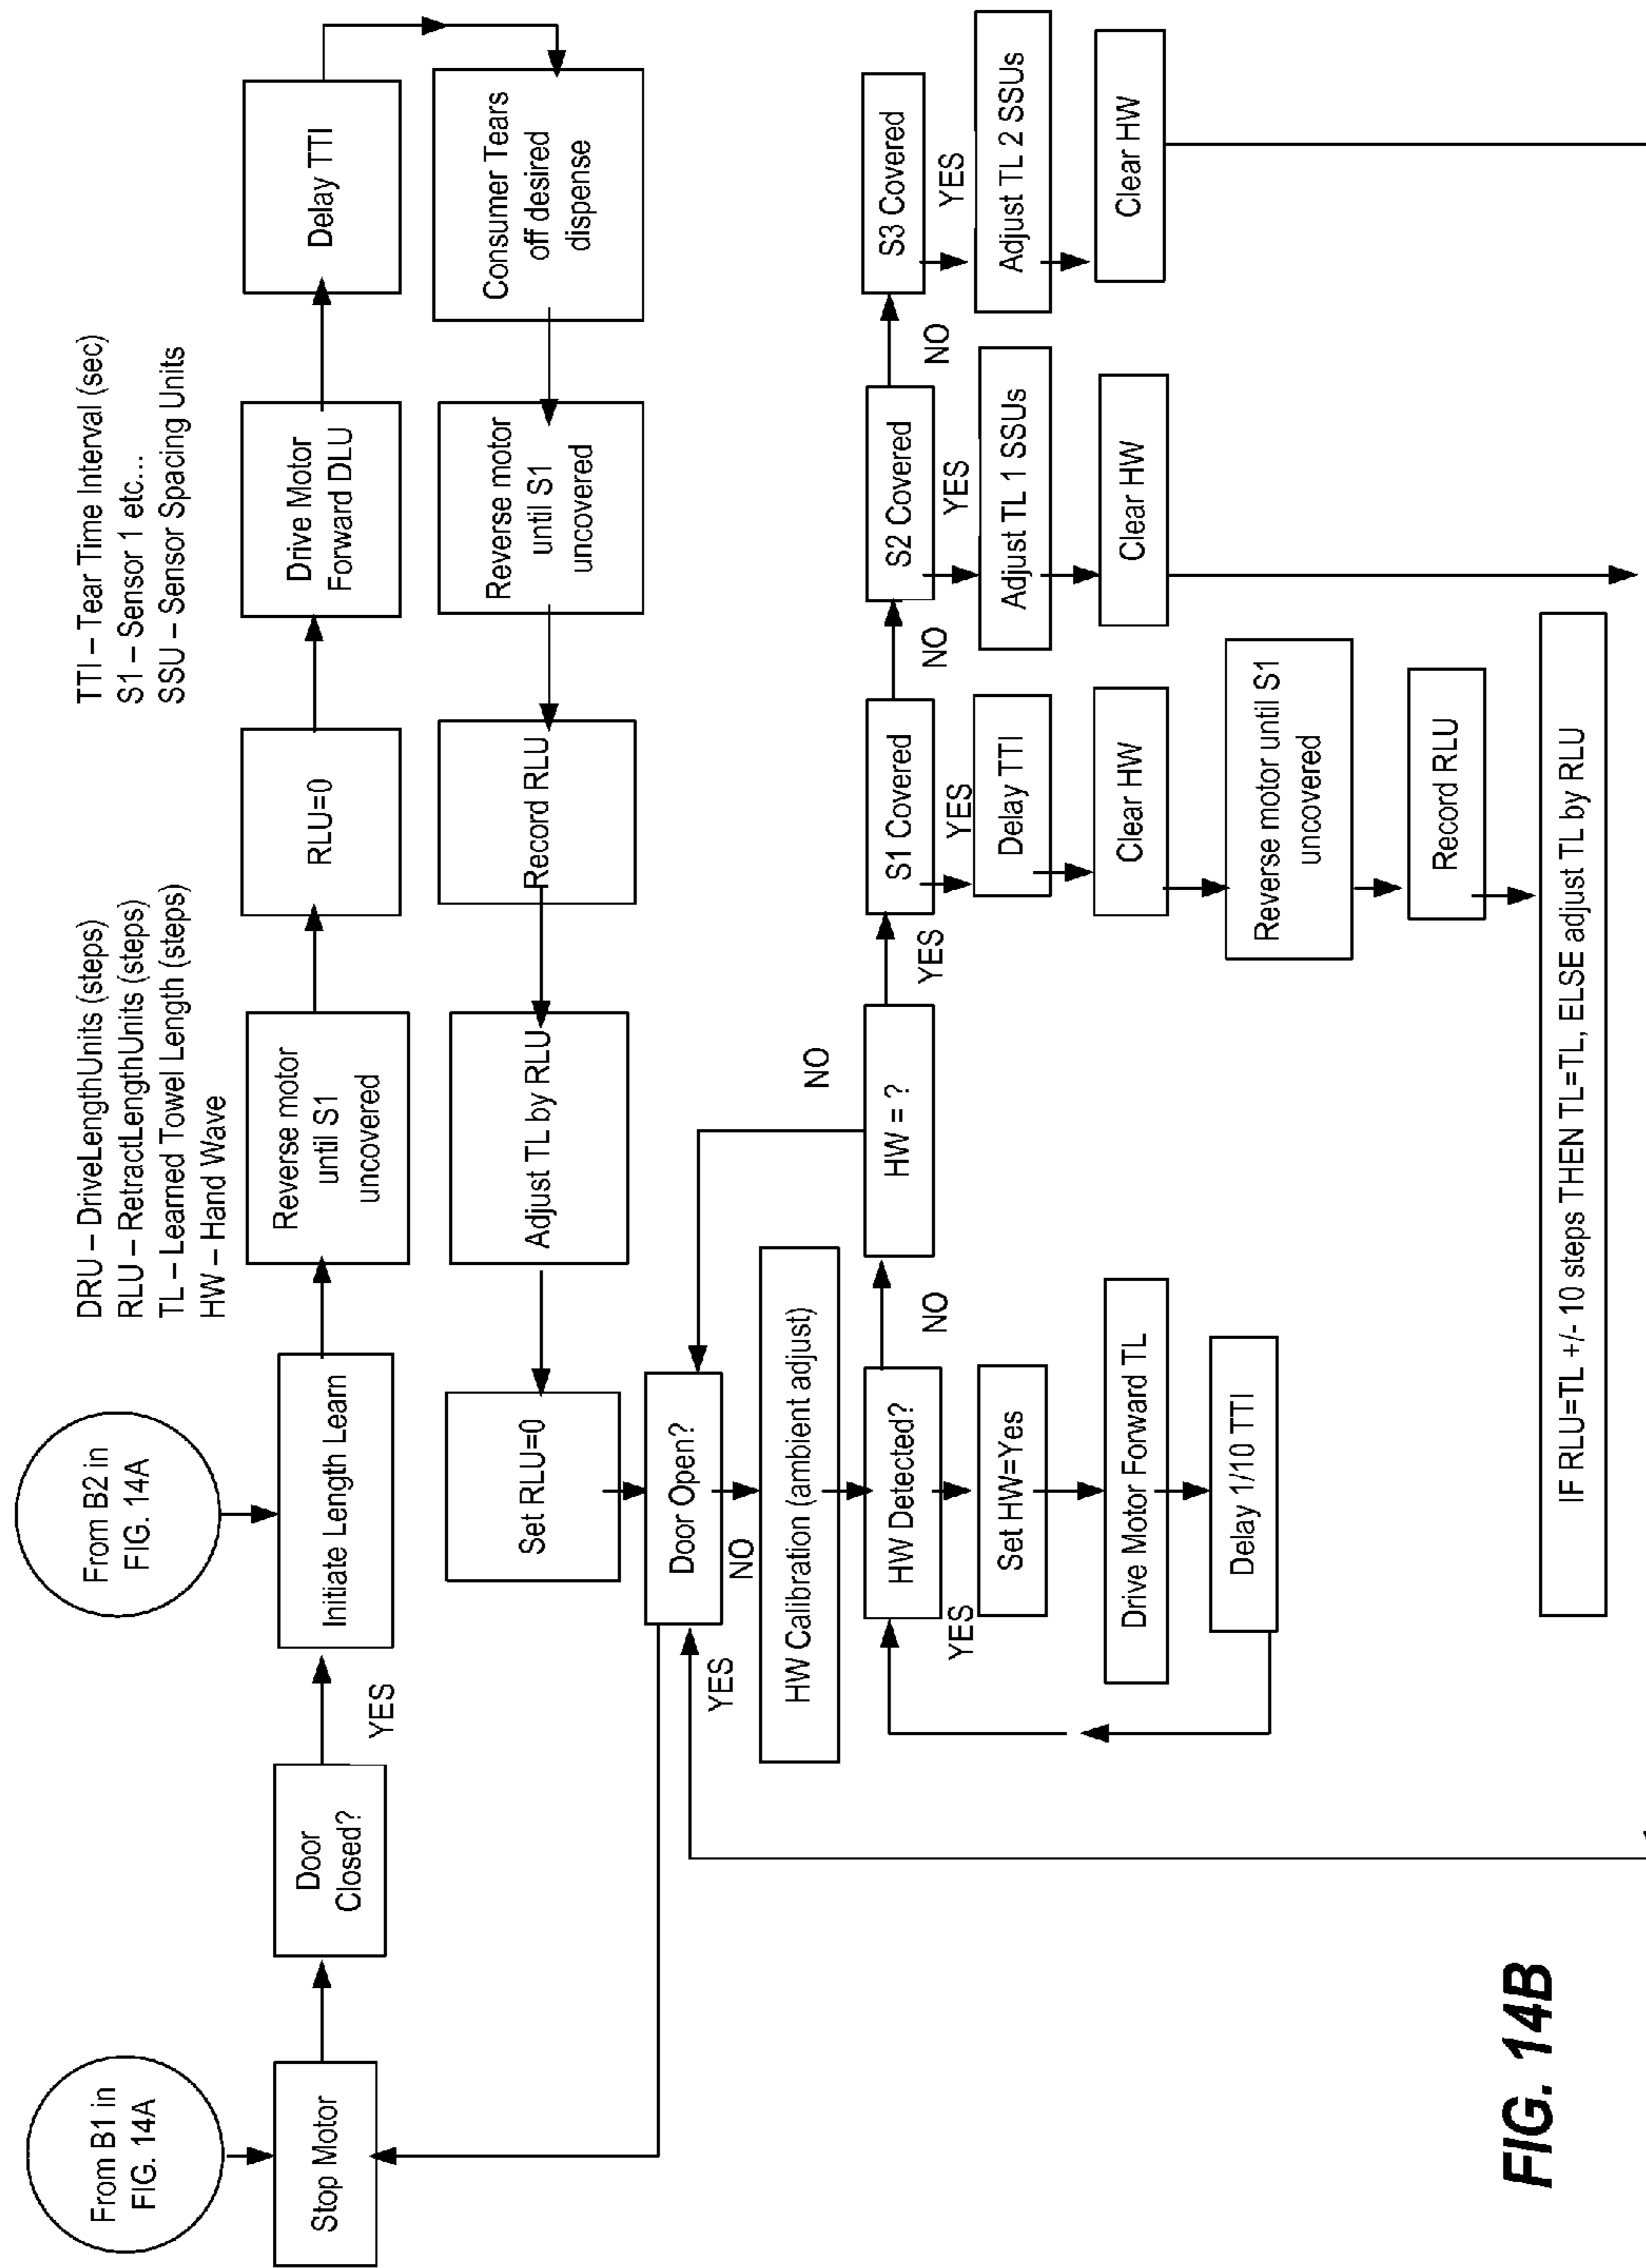 From B1 in
FIG. 14A
From B2 in
FIG. 14A
DRU – DriveLengthUnits (steps)
RLU – RetractLengthUnits (steps)
TL – Learned Towel Length (steps)
HW – Hand Wave
TTI – Tear Time Interval (sec)
S1 – Sensor 1 etc...
SSU – Sensor Spacing Units
Stop Motor
Door
Closed?
YES
Initiate Length Learn
Reverse motor
until S1
uncovered
RLU=0
Drive Motor
Forward DLU
Delay TTI
Set RLU=0
Adjust TL by RLU
Record RLU
Reverse motor
until S1
uncovered
Consumer Tears
off desired
dispense
Door Open?
YES
NO
HW Calibration (ambient adjust)
NO
HW Detected?
NO
HW = ?
YES
S1 Covered
NO
S2 Covered
NO
S3 Covered
YES
YES
YES
YES
Set HW=Yes
Delay TTI
Adjust TL 1 SSUs
Adjust TL 2 SSUs
Drive Motor Forward TL
Clear HW
Clear HW
Clear HW
Delay 1/10 TTI
Reverse motor until S1
uncovered
Record RLU
IF RLU=TL +/- 10 steps THEN TL=TL, ELSE adjust TL by RLU
FIG. 14B